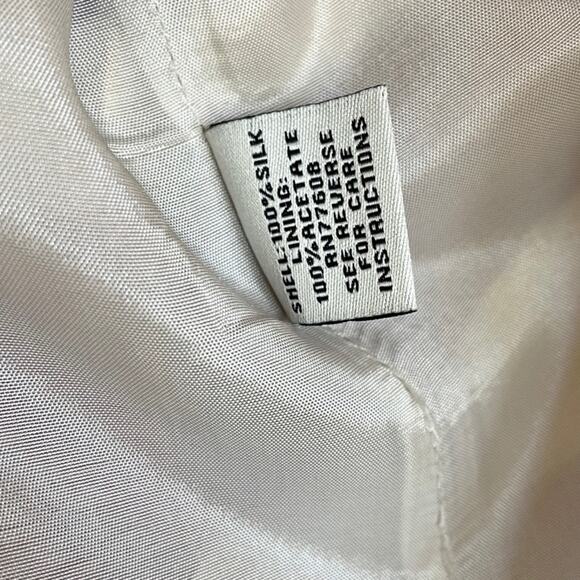 SHELL:100%SILK
LINING:
100%ACETATE
RN77608
SEE REVERSE
FOR CARE
INSTRUCTIONS